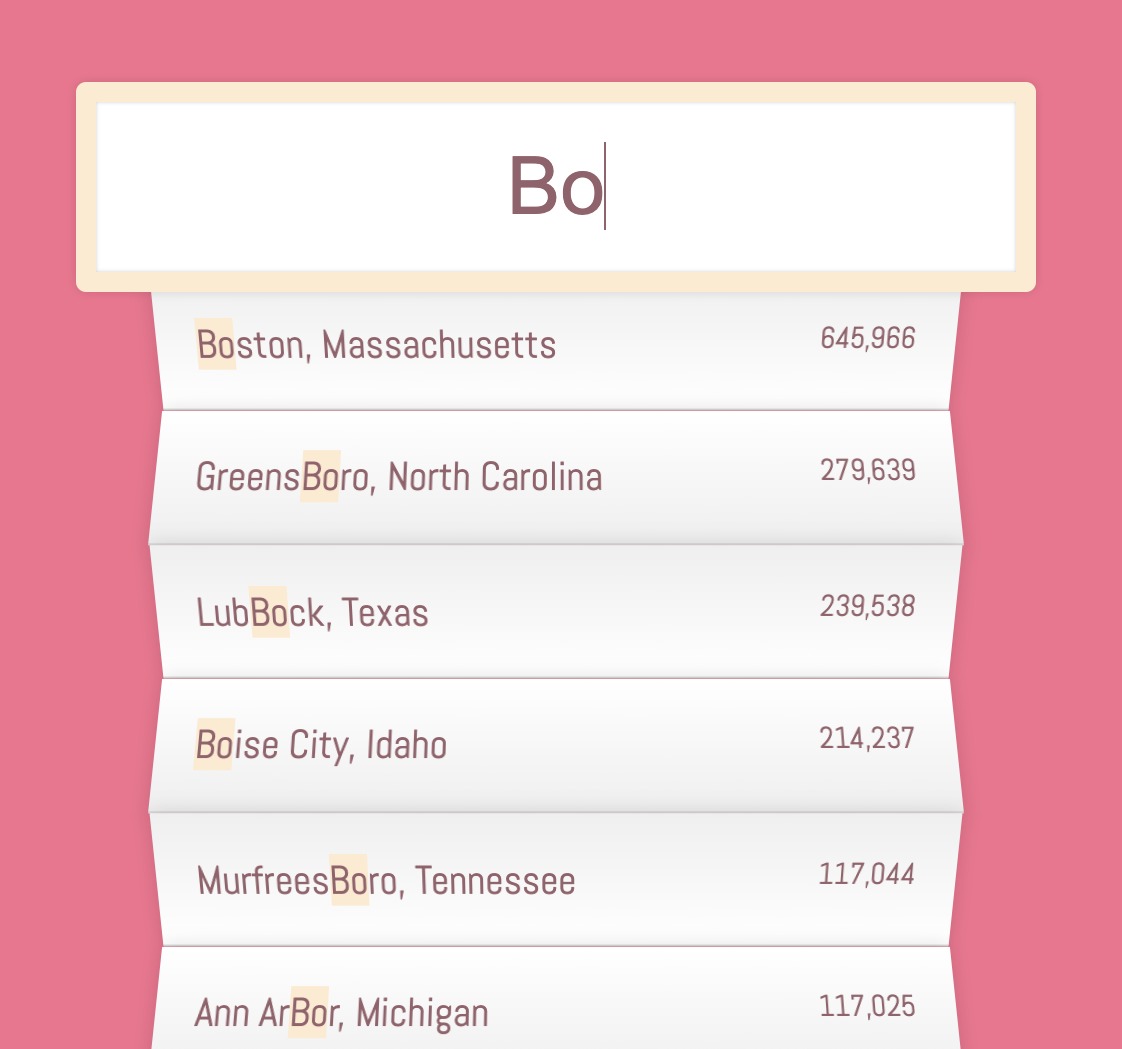 Bo
Boston, Massachusetts 645,966
GreensBoro, North Carolina 279,639
LubBock, Texas 239,538
Boise City, Idaho 214,237
MurfreesBoro, Tennessee 117,044
Ann ArBor, Michigan 117,025